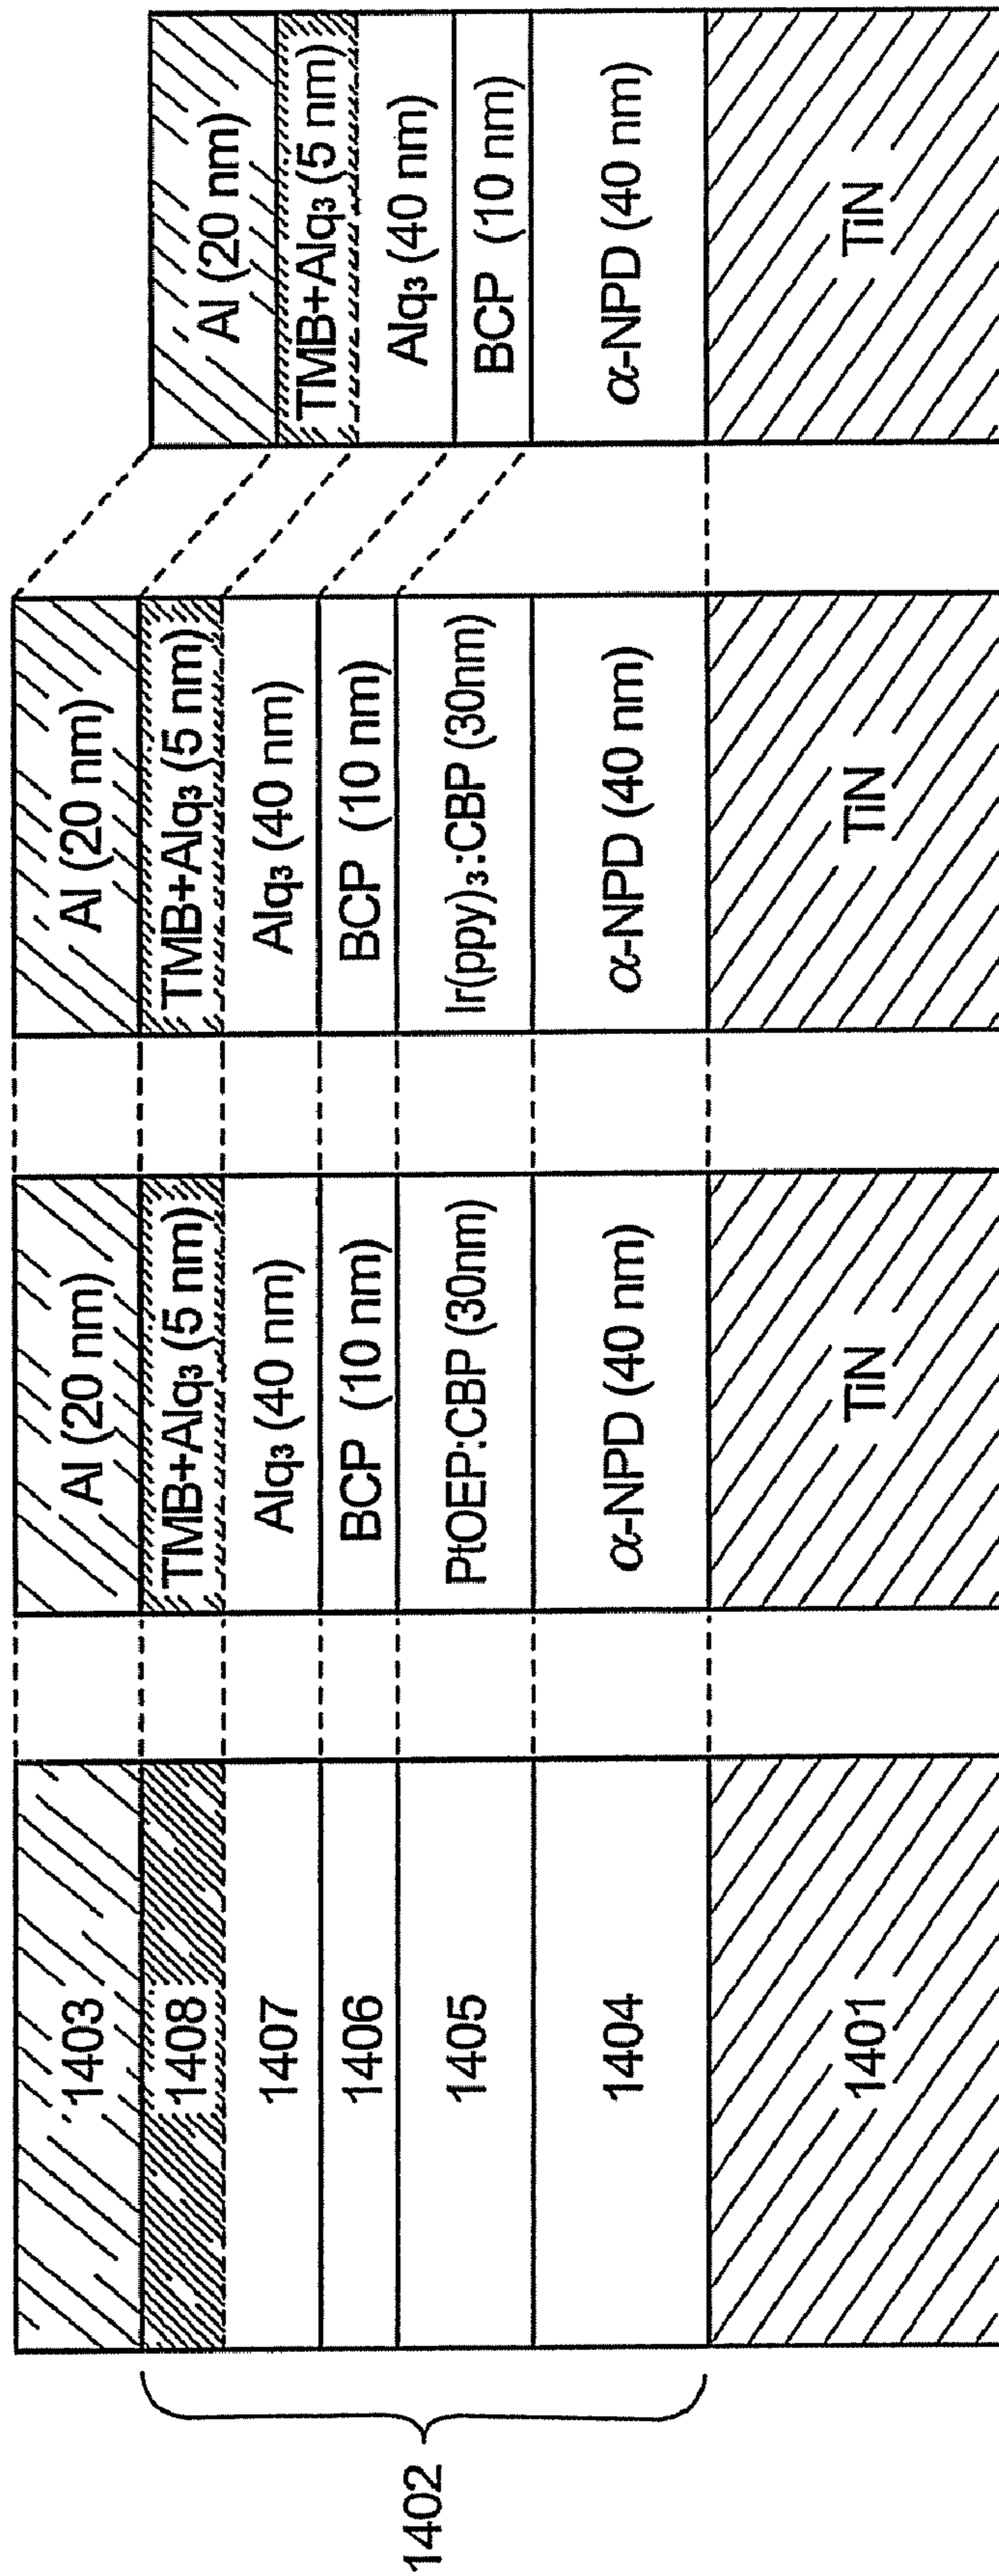 1402
1403
1408
1407
1406
1405
1404
1401
Al (20 nm)
TMB+Alq₃ (5 nm)
Alq₃ (40 nm)
BCP (10 nm)
PtOEP:CBP (30nm)
α-NPD (40 nm)
TiN
Al (20 nm)
TMB+Alq₃ (5 nm)
Alq₃ (40 nm)
BCP (10 nm)
Ir(ppy)₃:CBP (30nm)
α-NPD (40 nm)
TiN
Al (20 nm)
TMB+Alq₃ (5 nm)
Alq₃ (40 nm)
BCP (10 nm)
α-NPD (40 nm)
TiN